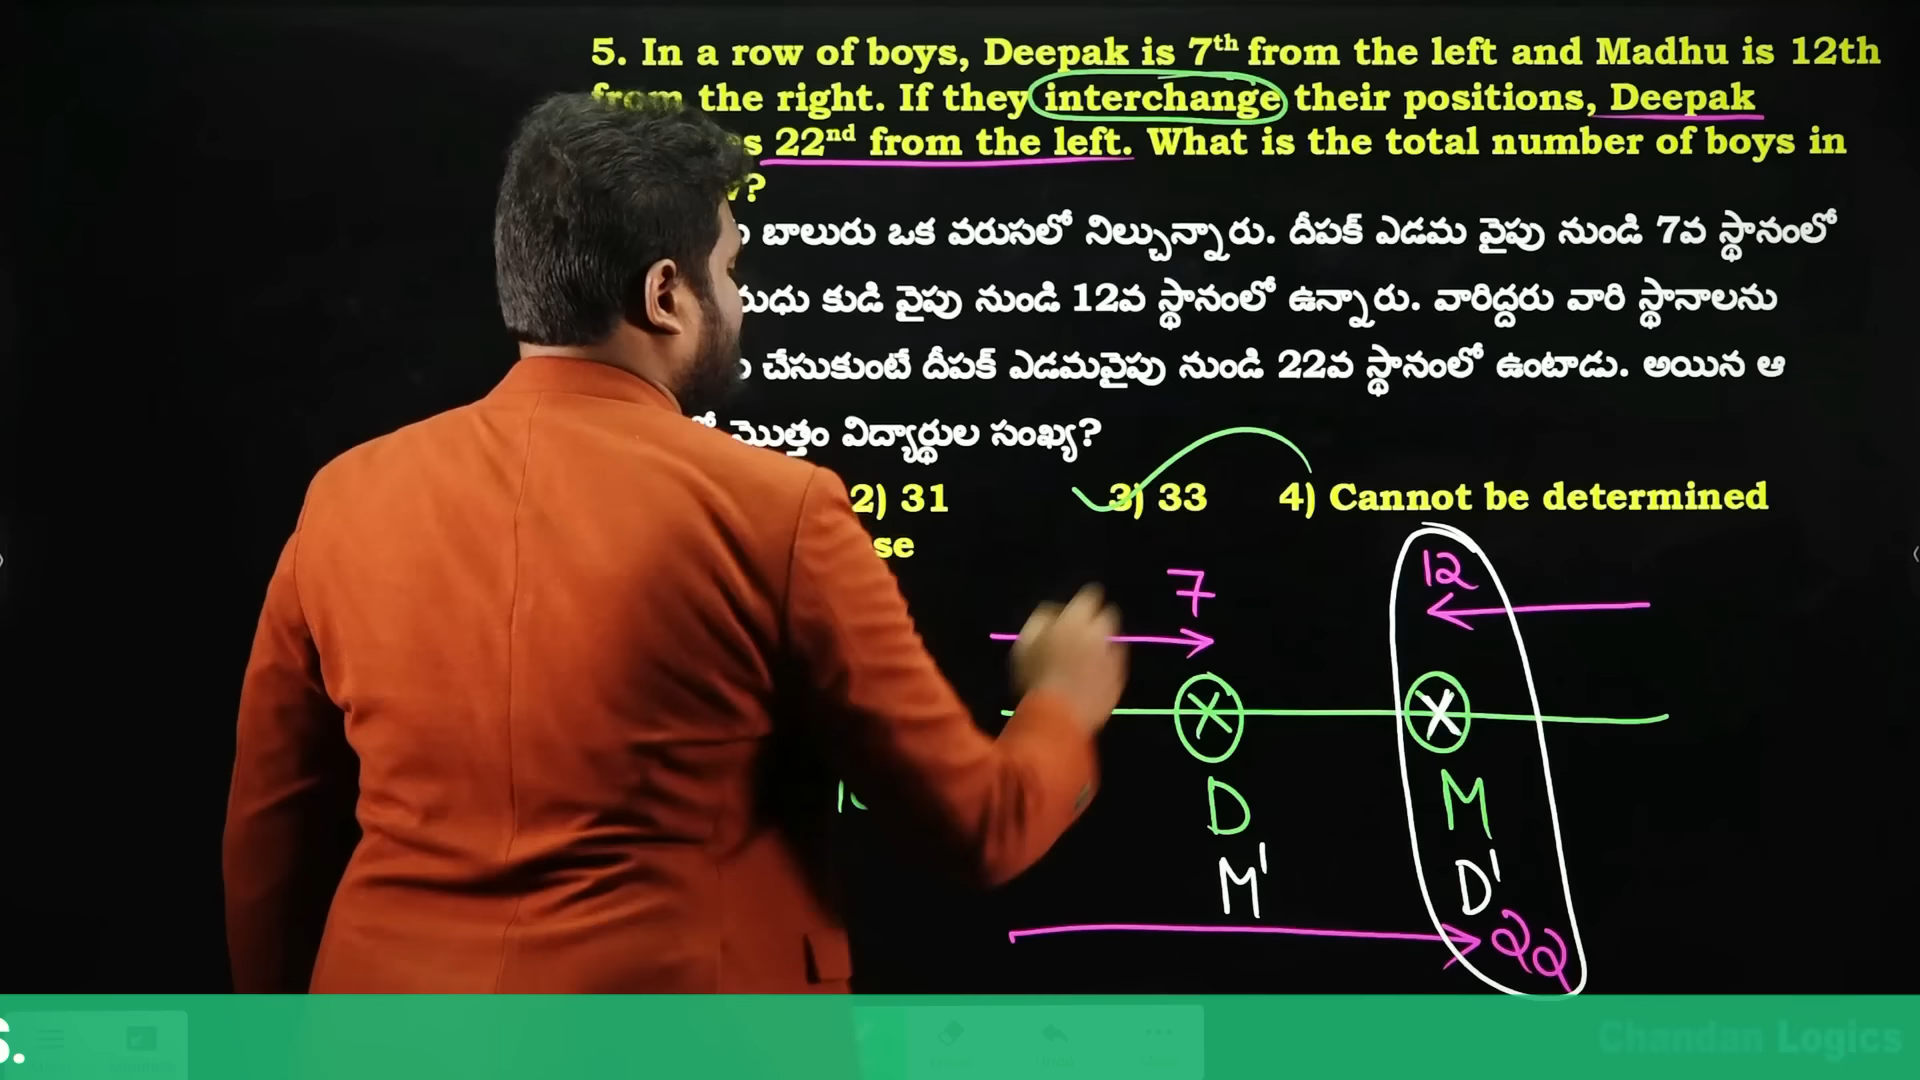 5. In a row of boys, Deepak is 7th from the left and Madhu is 12th
from the right. If they interchange their positions, Deepak
22nd from the left. What is the total number of boys in
?
బాలురు ఒక వరుసలో నిల్చున్నారు. దీపక్ ఎడమ వైపు నుండి 7వ స్థానంలో
కుడి వైపు నుండి 12వ స్థానంలో ఉన్నారు. వారిద్దరు వారి స్థానాలను
చేసుకుంటే దీపక్ ఎడమవైపు నుండి 22వ స్థానంలో ఉంటాడు. అయిన ఆ
మొత్తం విద్యార్థుల సంఖ్య?
2) 31 3) 33 4) Cannot be determined
7 12
D M
M' D'
22
Chandan Logics